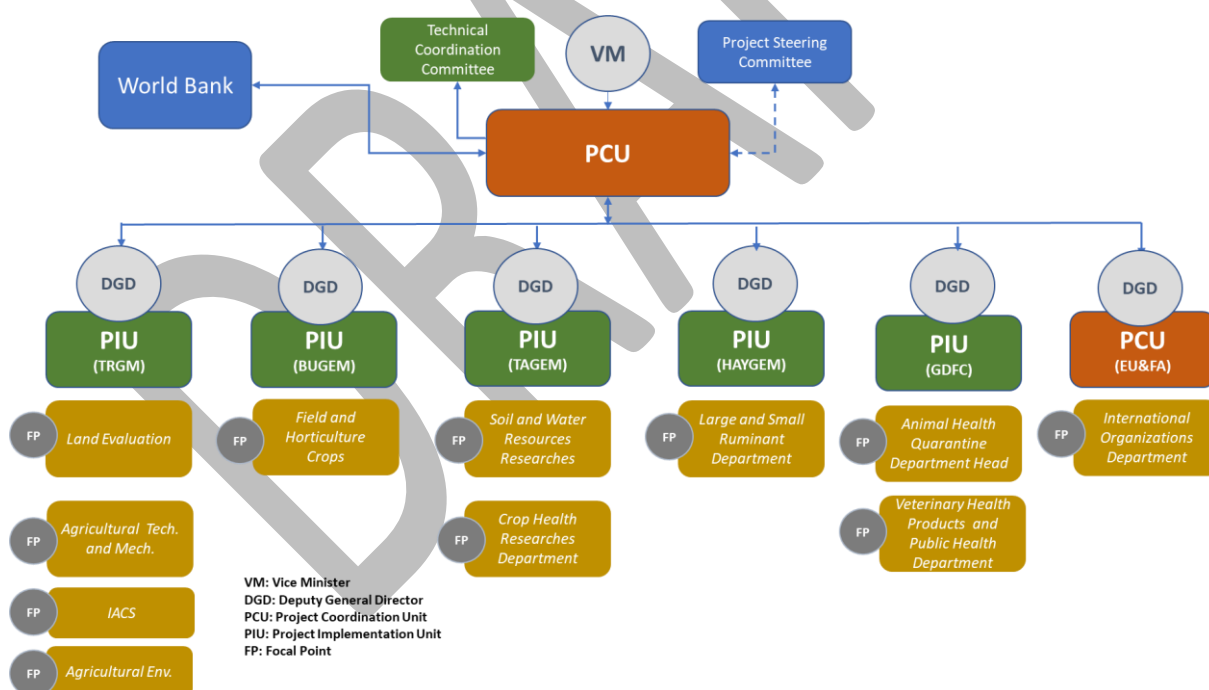 Technical
Coordination
Committee
VM
Project Steering
Committee
World Bank
PCU
DGD
DGD
DGD
DGD
DGD
DGD
PIU
(TRGM)
PIU
(BUGEM)
PIU
(TAGEM)
PIU
(HAYGEM)
PIU
(GDFC)
PCU
(EU&FA)
FP
Land Evaluation
FP
Field and
Horticulture
Crops
FP
Soil and Water
Resources
Researches
FP
Large and Small
Ruminant
Department
FP
Animal Health
Quarantine
Department Head
FP
International
Organizations
Department
FP
Agricultural Tech.
and Mech.
FP
Crop Health
Researches
Department
FP
Veterinary Health
Products and
Public Health
Department
FP
IACS
FP
Agricultural Env.
VM: Vice Minister
DGD: Deputy General Director
PCU: Project Coordination Unit
PIU: Project Implementation Unit
FP: Focal Point